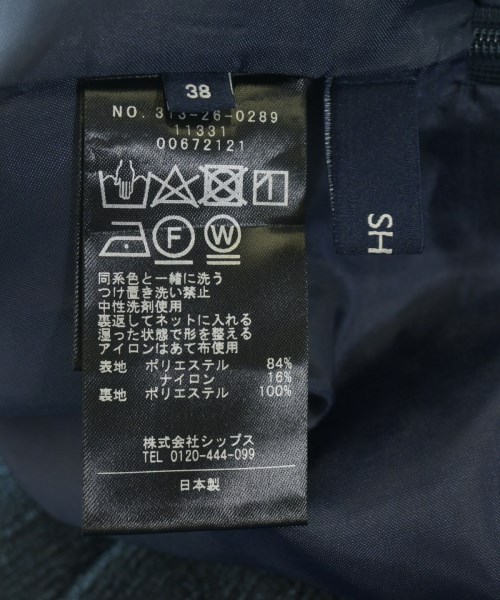 38
NO. 313-26-0289
11331
00672121
F
W
同系色と一緒に洗う
つけ置き洗い禁止
中性洗剤使用
裏返してネットに入れる
湿った状態で形を整える
アイロンはあて布使用
表地 ポリエステル 84%
ナイロン 16%
裏地 ポリエステル 100%
株式会社シップス
TEL 0120-444-099
日本製
SH